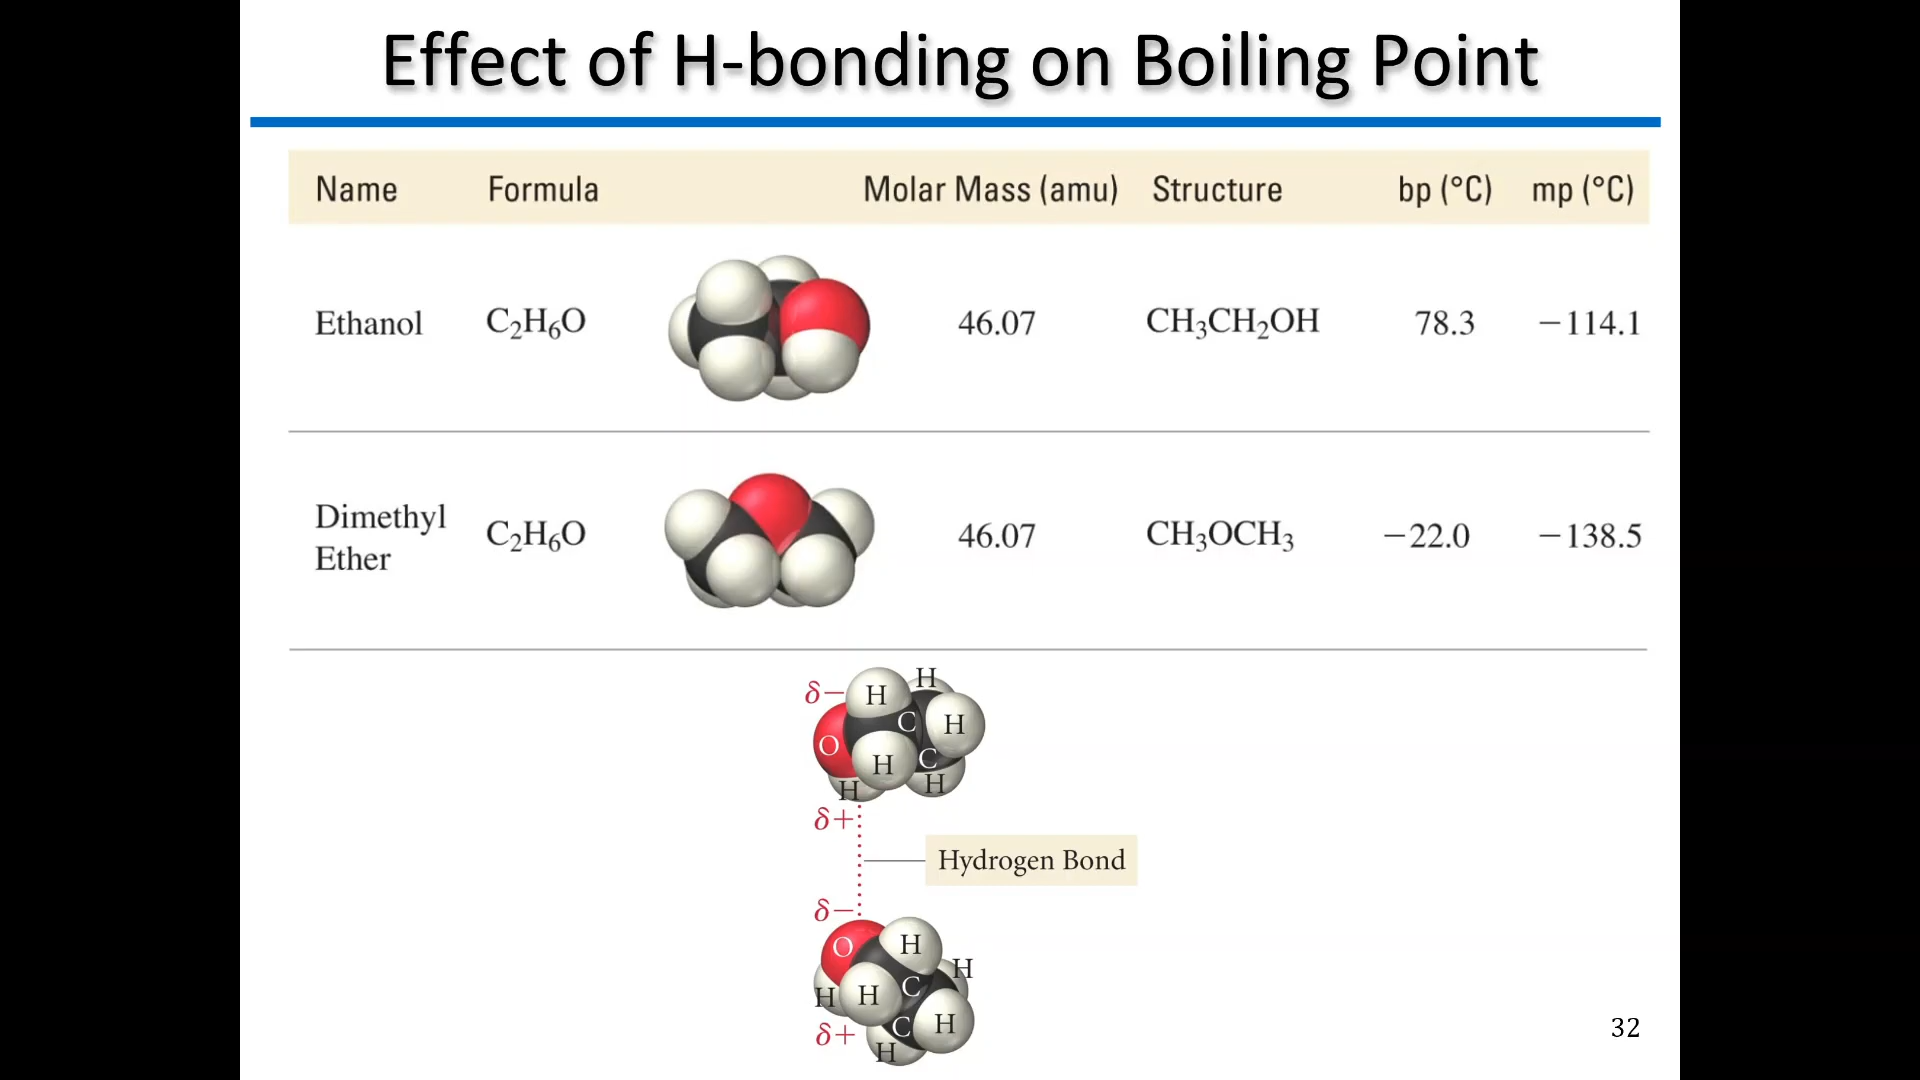 Effect of H-bonding on Boiling Point
Name Formula Molar Mass (amu) Structure bp (°C) mp (°C)
Ethanol C₂H₆O 46.07 CH₃CH₂OH 78.3 −114.1
Dimethyl
Ether C₂H₆O 46.07 CH₃OCH₃ −22.0 −138.5
H
δ− H
C H
O
H C
H H
δ+
Hydrogen Bond
δ−
O H
H
H H C
C H
δ+
H
32